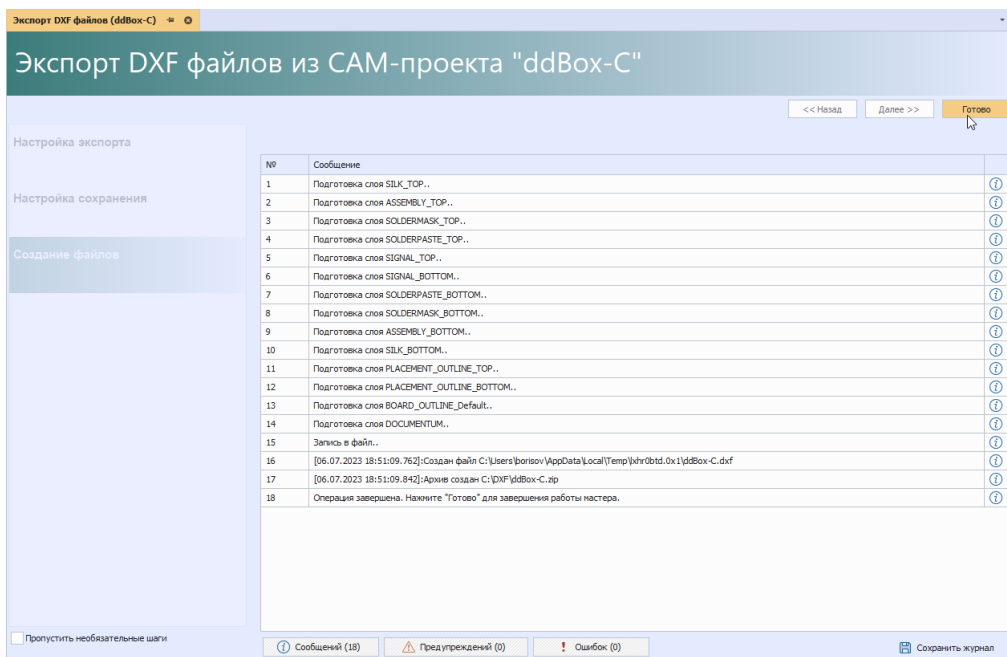 Экспорт DXF файлов (ddBox-C)
Экспорт DXF файлов из CAM-проекта "ddBox-C"
<< Назад Далее >> Готово
Настройка экспорта
Настройка сохранения
Создание файлов
№ Сообщение
1 Подготовка слоя SILK_TOP..
2 Подготовка слоя ASSEMBLY_TOP..
3 Подготовка слоя SOLDERMASK_TOP..
4 Подготовка слоя SOLDERPASTE_TOP..
5 Подготовка слоя SIGNAL_TOP..
6 Подготовка слоя SIGNAL_BOTTOM..
7 Подготовка слоя SOLDERPASTE_BOTTOM..
8 Подготовка слоя SOLDERMASK_BOTTOM..
9 Подготовка слоя ASSEMBLY_BOTTOM..
10 Подготовка слоя SILK_BOTTOM..
11 Подготовка слоя PLACEMENT_OUTLINE_TOP..
12 Подготовка слоя PLACEMENT_OUTLINE_BOTTOM..
13 Подготовка слоя BOARD_OUTLINE_Default..
14 Подготовка слоя DOCUMENTUM..
15 Запись в файл..
16 [06.07.2023 18:51:09.762]:Создан файл C:\Users\borisov\AppData\Local\Temp\lxhr0btd.0x1\ddBox-C.dxf
17 [06.07.2023 18:51:09.842]:Архив создан C:\DXF\ddBox-C.zip
18 Операция завершена. Нажмите "Готово" для завершения работы мастера.
Пропустить необязательные шаги
Сообщений (18) Предупреждений (0) Ошибок (0) Сохранить журнал